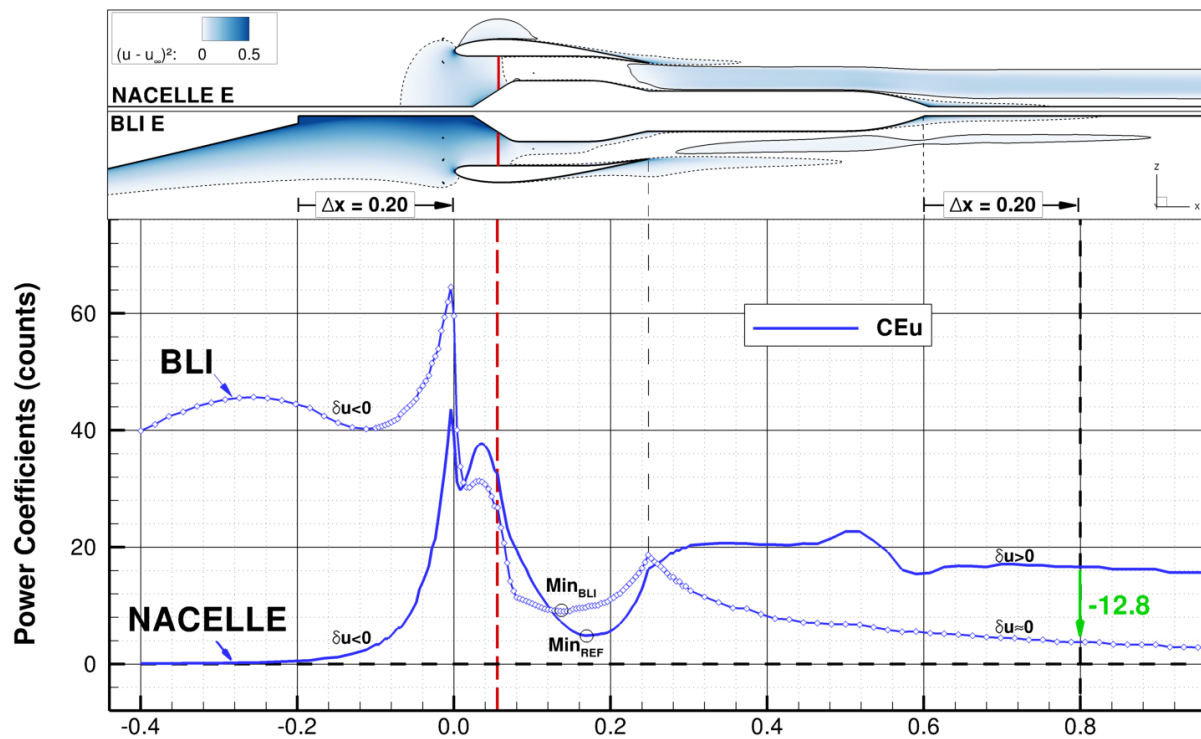 (u - u∞)²: 0 0.5
NACELLE E
BLI E
z
x
Δx = 0.20
Δx = 0.20
Power Coefficients (counts)
60
40
20
0
CEu
BLI
δu<0
NACELLE
δu<0
Min_BLI
Min_REF
δu>0
-12.8
δu≈0
-0.4 -0.2 0.0 0.2 0.4 0.6 0.8